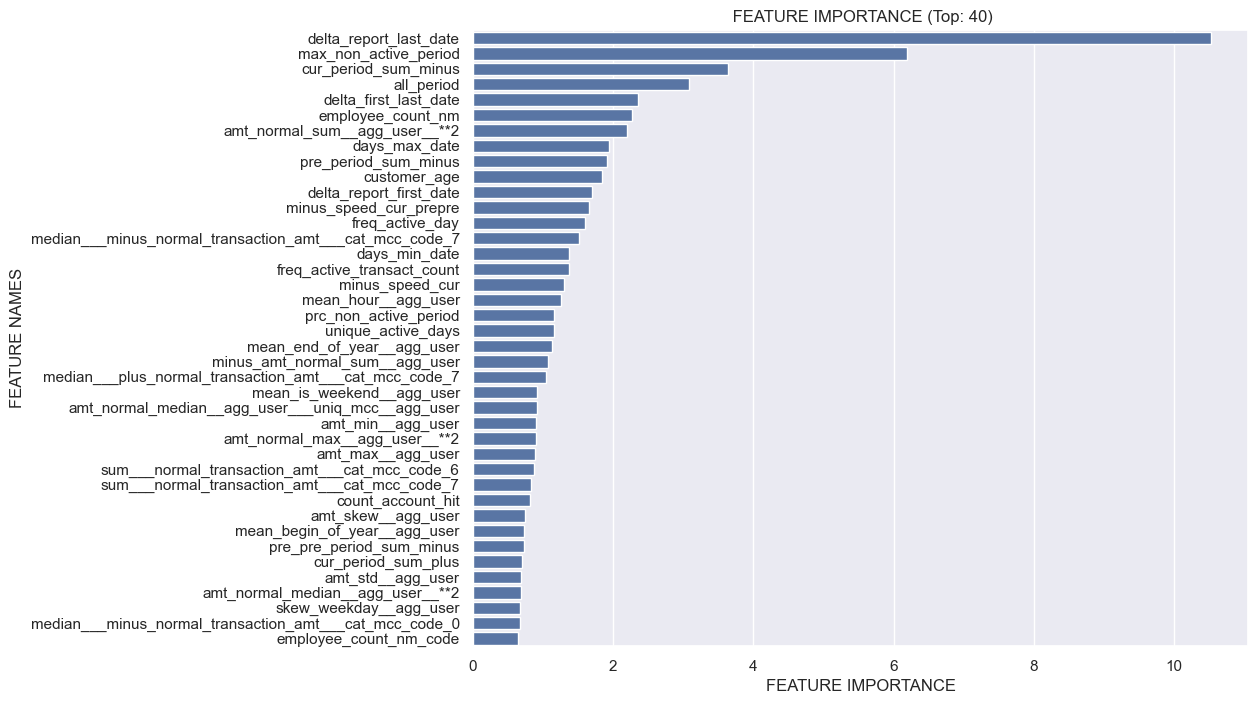 FEATURE IMPORTANCE (Top: 40)
FEATURE NAMES
delta_report_last_date
max_non_active_period
cur_period_sum_minus
all_period
delta_first_last_date
employee_count_nm
amt_normal_sum__agg_user__**2
days_max_date
pre_period_sum_minus
customer_age
delta_report_first_date
minus_speed_cur_prepre
freq_active_day
median___minus_normal_transaction_amt___cat_mcc_code_7
days_min_date
freq_active_transact_count
minus_speed_cur
mean_hour__agg_user
prc_non_active_period
unique_active_days
mean_end_of_year__agg_user
minus_amt_normal_sum__agg_user
median___plus_normal_transaction_amt___cat_mcc_code_7
mean_is_weekend__agg_user
amt_normal_median__agg_user___uniq_mcc__agg_user
amt_min__agg_user
amt_normal_max__agg_user__**2
amt_max__agg_user
sum___normal_transaction_amt___cat_mcc_code_6
sum___normal_transaction_amt___cat_mcc_code_7
count_account_hit
amt_skew__agg_user
mean_begin_of_year__agg_user
pre_pre_period_sum_minus
cur_period_sum_plus
amt_std__agg_user
amt_normal_median__agg_user__**2
skew_weekday__agg_user
median___minus_normal_transaction_amt___cat_mcc_code_0
employee_count_nm_code
0 2 4 6 8 10
FEATURE IMPORTANCE